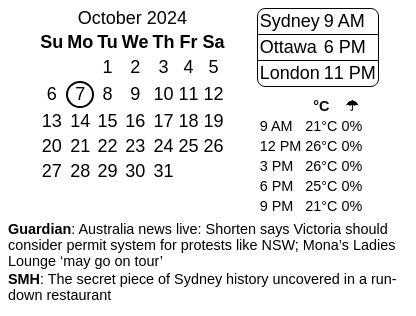 October 2024
Su Mo Tu We Th Fr Sa
1 2 3 4 5
6 7 8 9 10 11 12
13 14 15 16 17 18 19
20 21 22 23 24 25 26
27 28 29 30 31
Sydney 9 AM
Ottawa 6 PM
London 11 PM
°C ☂
9 AM 21°C 0%
12 PM 26°C 0%
3 PM 26°C 0%
6 PM 25°C 0%
9 PM 21°C 0%
Guardian: Australia news live: Shorten says Victoria should
consider permit system for protests like NSW; Mona’s Ladies
Lounge ‘may go on tour’
SMH: The secret piece of Sydney history uncovered in a run-
down restaurant